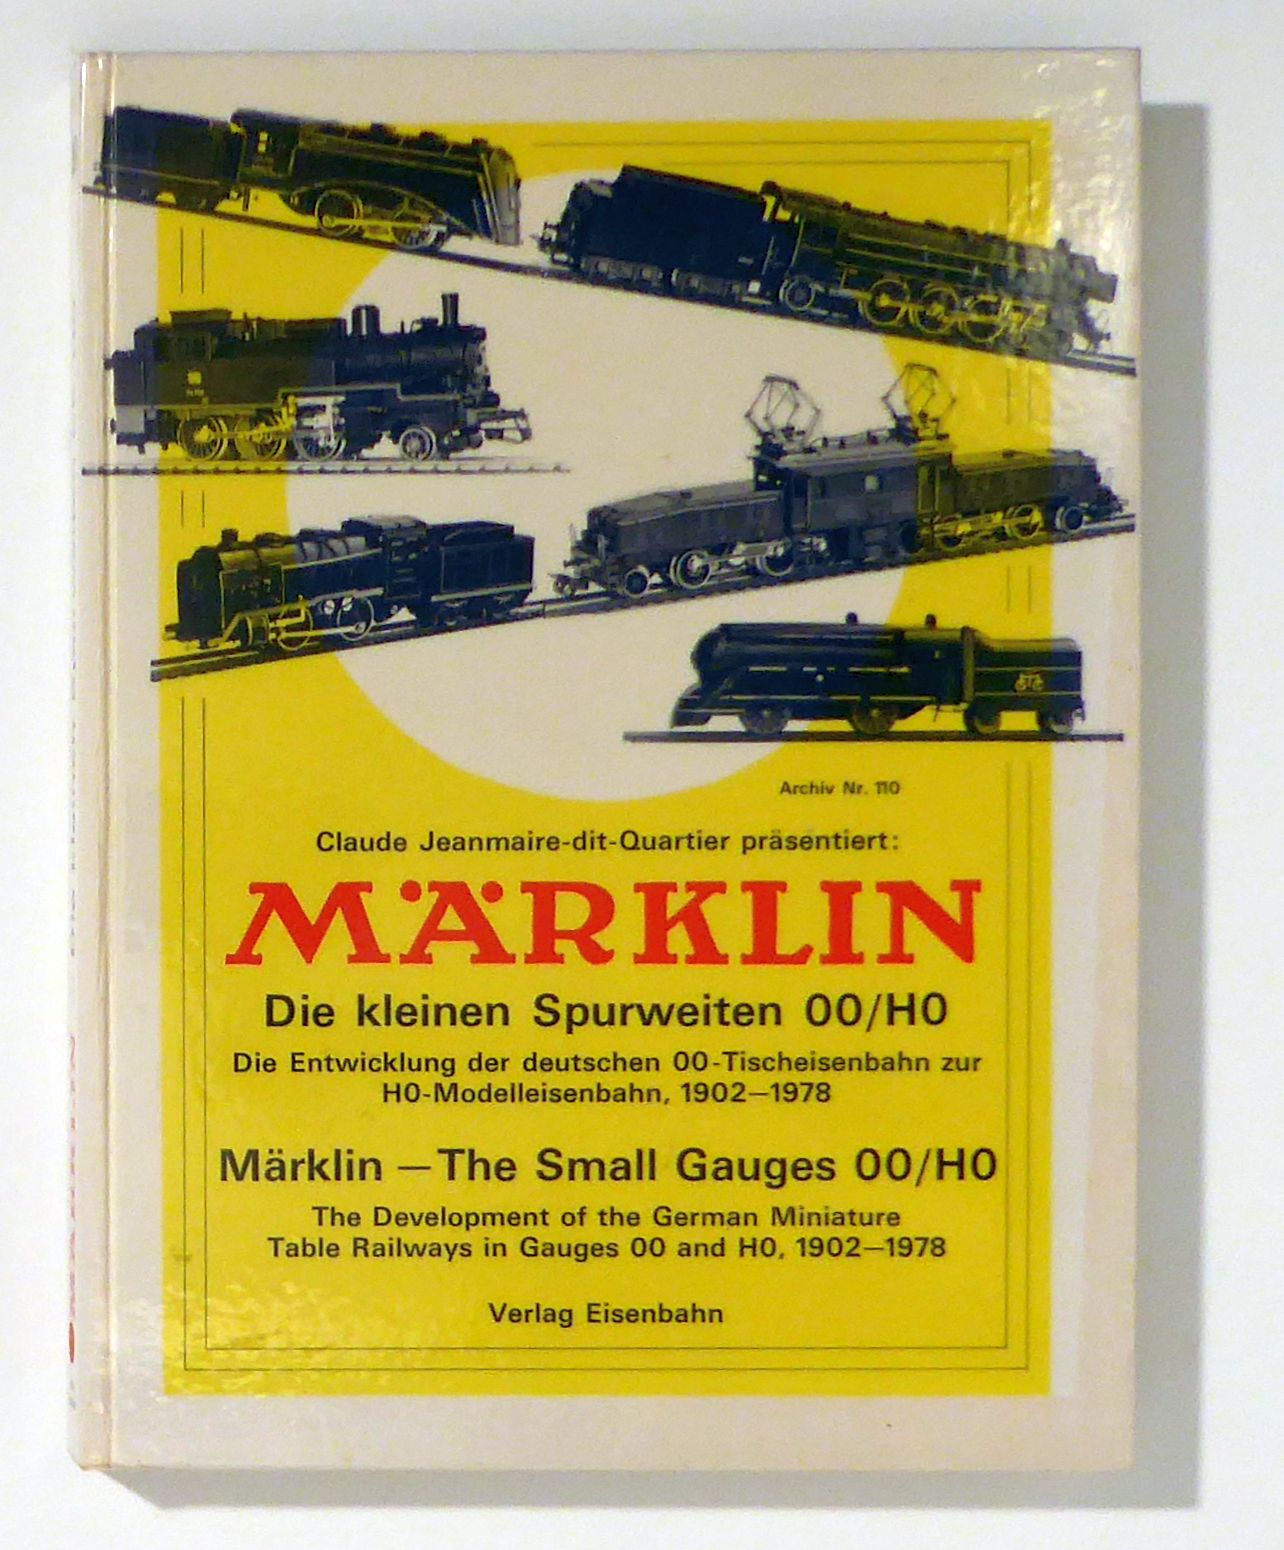 Archiv Nr. 110
Claude Jeanmaire-dit-Quartier präsentiert:
MÄRKLIN
Die kleinen Spurweiten 00/H0
Die Entwicklung der deutschen 00-Tischeisenbahn zur
H0-Modelleisenbahn, 1902—1978
Märklin — The Small Gauges 00/H0
The Development of the German Miniature
Table Railways in Gauges 00 and H0, 1902—1978
Verlag Eisenbahn